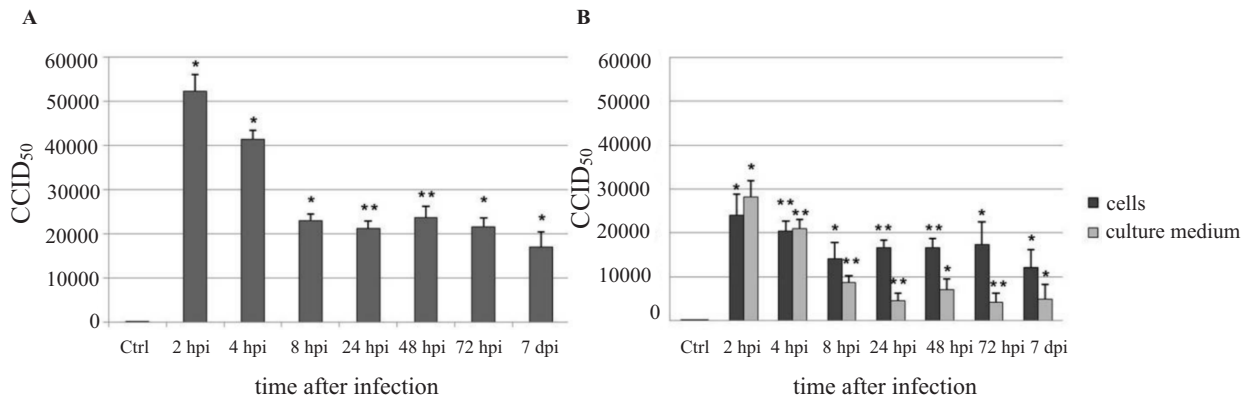 A
60000
50000
40000
30000
20000
10000
0
CCID50
*
*
*
**
**
*
*
Ctrl 2 hpi 4 hpi 8 hpi 24 hpi 48 hpi 72 hpi 7 dpi
time after infection
B
60000
50000
40000
30000
20000
10000
0
CCID50
* *
** **
* **
** **
** *
* **
* *
Ctrl 2 hpi 4 hpi 8 hpi 24 hpi 48 hpi 72 hpi 7 dpi
time after infection
cells
culture medium